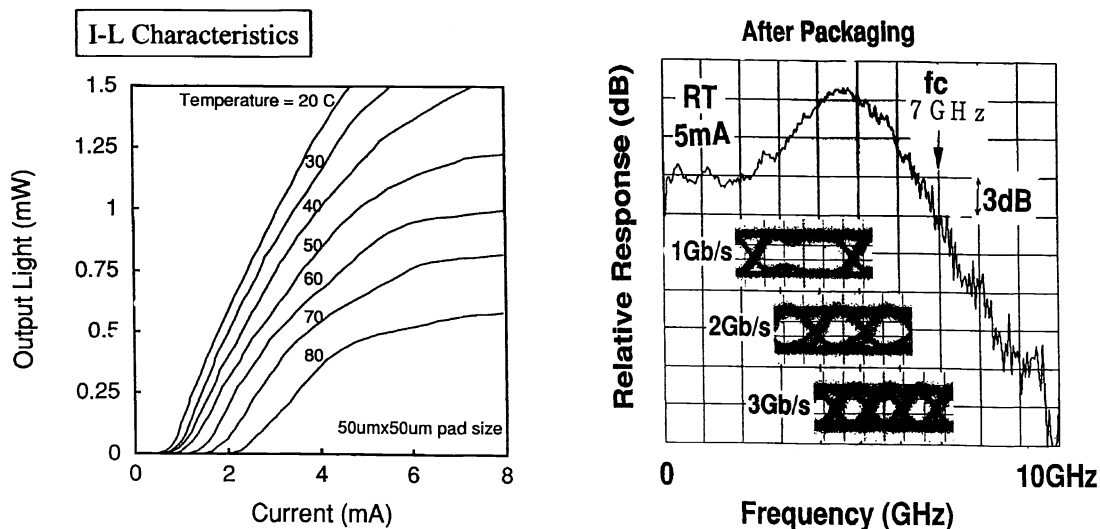 I-L Characteristics
1.5
1.25
1
0.75
0.5
0.25
0
Output Light (mW)
Temperature = 20 C
30
40
50
60
70
80
50umx50um pad size
0
2
4
6
8
Current (mA)
After Packaging
Relative Response (dB)
RT
5mA
fc
7 GHz
3dB
1Gb/s
2Gb/s
3Gb/s
0
10GHz
Frequency (GHz)